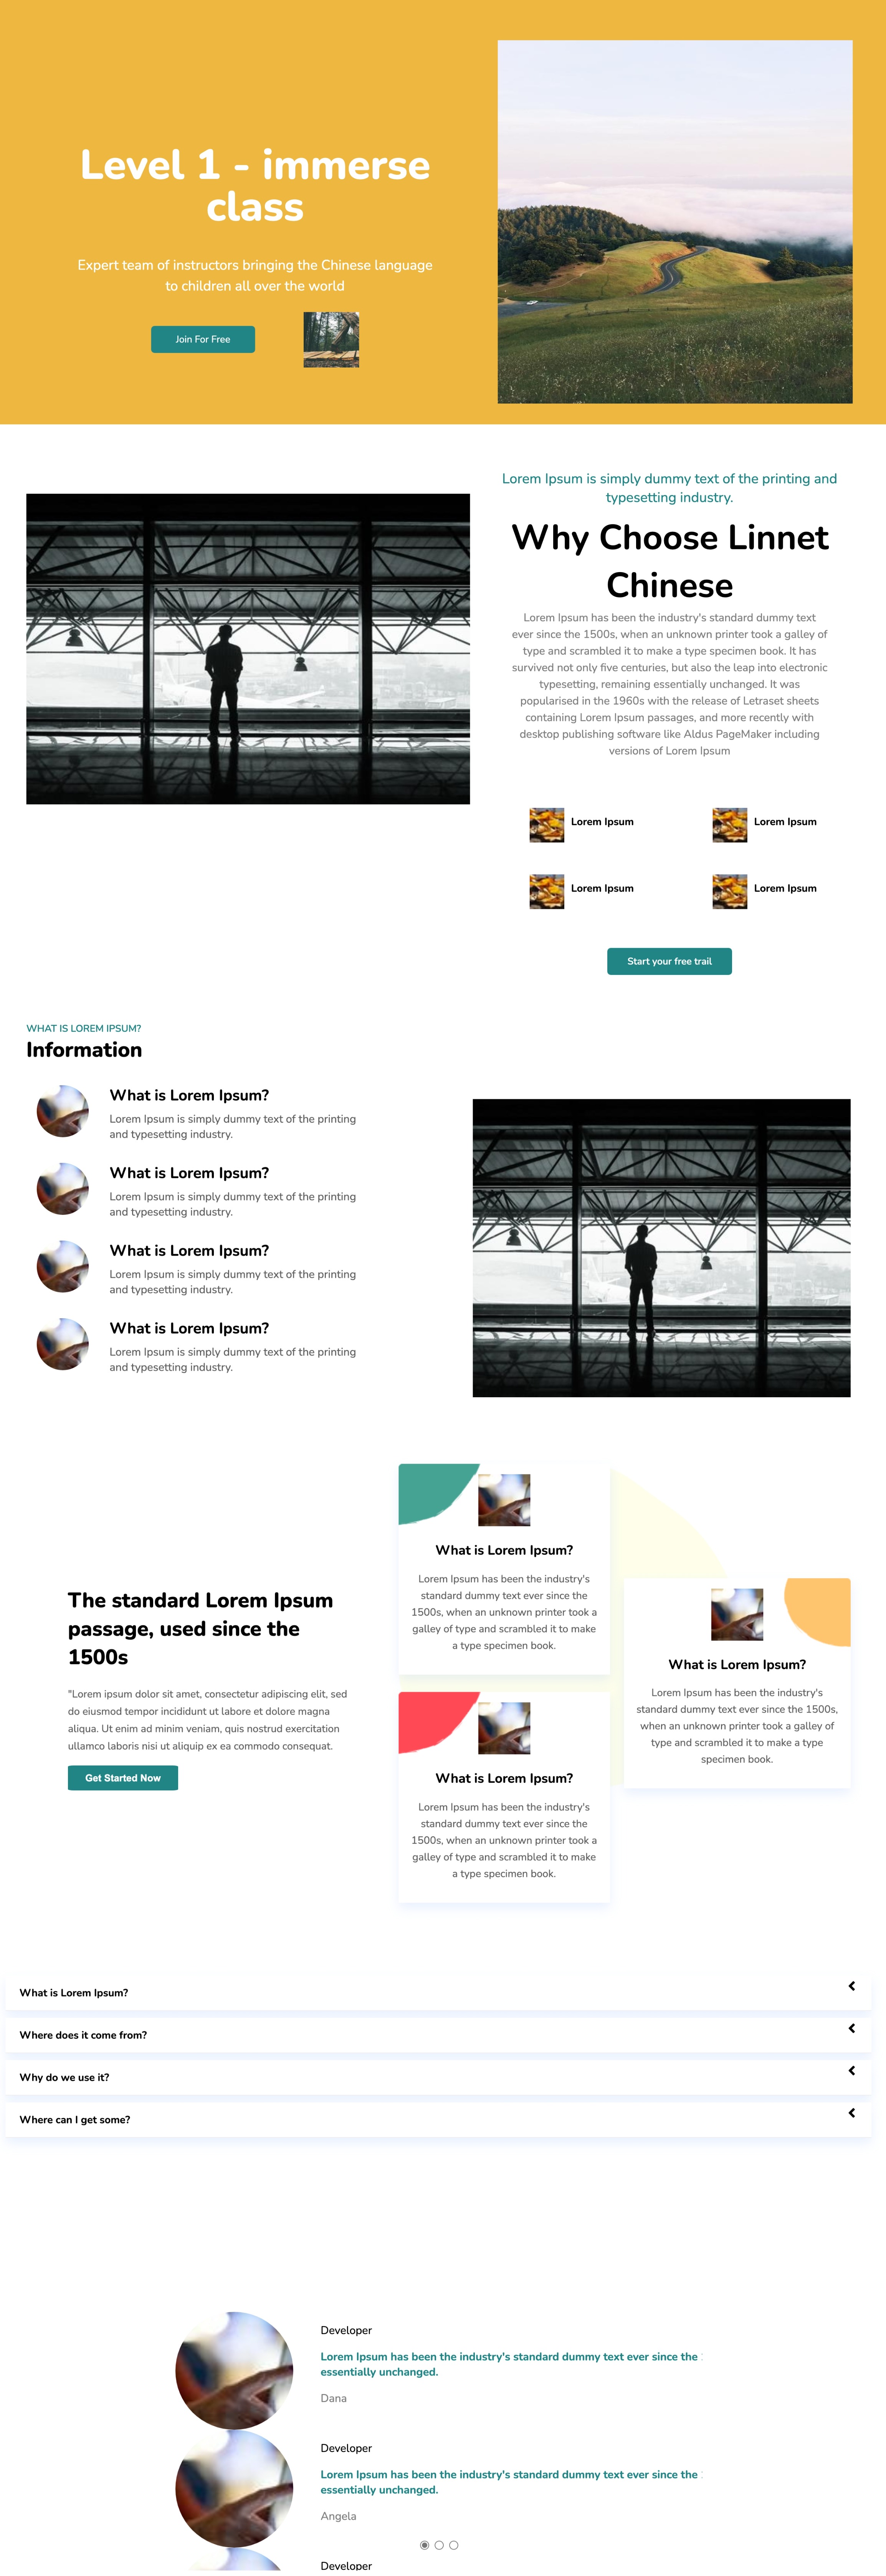 Level 1 - immerse
class
Expert team of instructors bringing the Chinese language
to children all over the world
Join For Free
Lorem Ipsum is simply dummy text of the printing and
typesetting industry.
Why Choose Linnet
Chinese
Lorem Ipsum has been the industry's standard dummy text
ever since the 1500s, when an unknown printer took a galley of
type and scrambled it to make a type specimen book. It has
survived not only five centuries, but also the leap into electronic
typesetting, remaining essentially unchanged. It was
popularised in the 1960s with the release of Letraset sheets
containing Lorem Ipsum passages, and more recently with
desktop publishing software like Aldus PageMaker including
versions of Lorem Ipsum
Lorem Ipsum
Lorem Ipsum
Lorem Ipsum
Lorem Ipsum
Start your free trail
WHAT IS LOREM IPSUM?
Information
What is Lorem Ipsum?
Lorem Ipsum is simply dummy text of the printing
and typesetting industry.
What is Lorem Ipsum?
Lorem Ipsum is simply dummy text of the printing
and typesetting industry.
What is Lorem Ipsum?
Lorem Ipsum is simply dummy text of the printing
and typesetting industry.
What is Lorem Ipsum?
Lorem Ipsum is simply dummy text of the printing
and typesetting industry.
The standard Lorem Ipsum
passage, used since the
1500s
"Lorem ipsum dolor sit amet, consectetur adipiscing elit, sed
do eiusmod tempor incididunt ut labore et dolore magna
aliqua. Ut enim ad minim veniam, quis nostrud exercitation
ullamco laboris nisi ut aliquip ex ea commodo consequat.
Get Started Now
What is Lorem Ipsum?
Lorem Ipsum has been the industry's
standard dummy text ever since the
1500s, when an unknown printer took a
galley of type and scrambled it to make
a type specimen book.
What is Lorem Ipsum?
Lorem Ipsum has been the industry's
standard dummy text ever since the
1500s, when an unknown printer took a
galley of type and scrambled it to make
a type specimen book.
What is Lorem Ipsum?
Lorem Ipsum has been the industry's
standard dummy text ever since the 1500s,
when an unknown printer took a galley of
type and scrambled it to make a type
specimen book.
What is Lorem Ipsum?
Where does it come from?
Why do we use it?
Where can I get some?
Developer
Lorem Ipsum has been the industry's standard dummy text ever since the
essentially unchanged.
Dana
Developer
Lorem Ipsum has been the industry's standard dummy text ever since the
essentially unchanged.
Angela
Developer